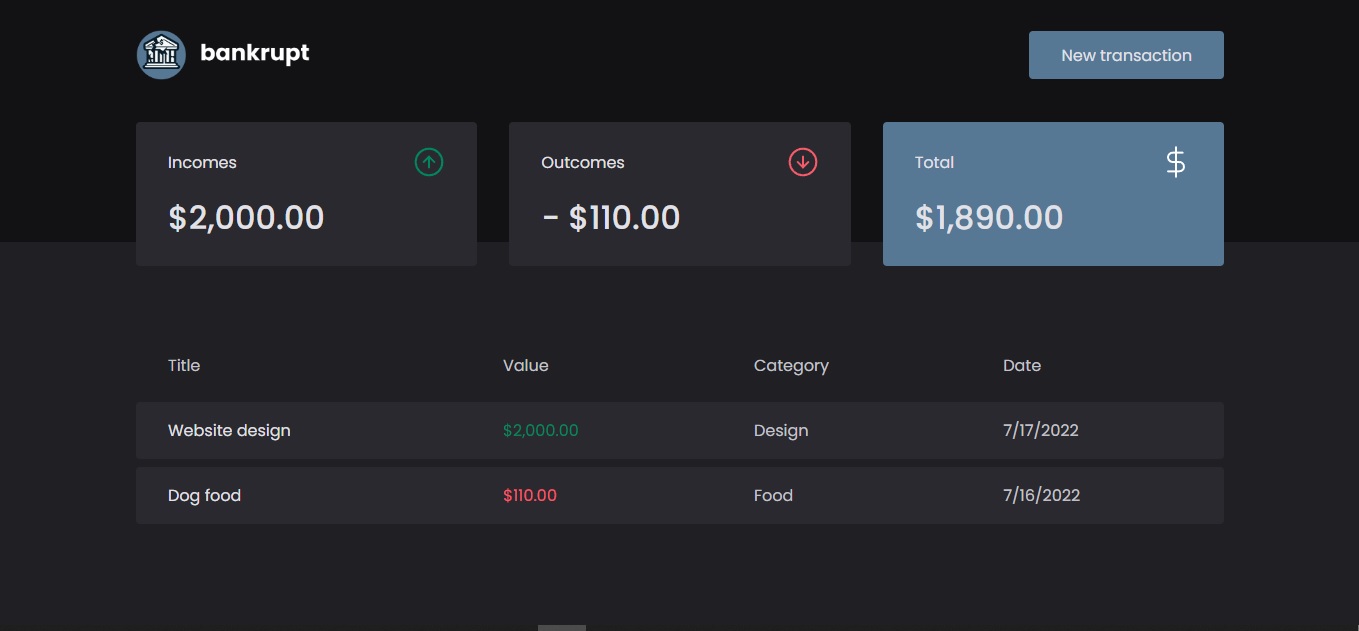 bankrupt
New transaction
Incomes
$2,000.00
Outcomes
- $110.00
Total
$
$1,890.00
Title Value Category Date
Website design $2,000.00 Design 7/17/2022
Dog food $110.00 Food 7/16/2022